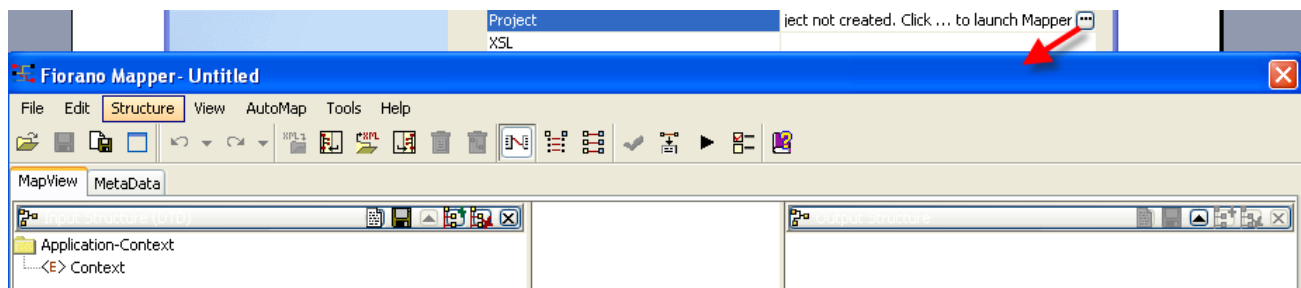 Project
ject not created. Click ... to launch Mapper
XSL
Fiorano Mapper- Untitled
File Edit Structure View AutoMap Tools Help
MapView MetaData
Input Structure (DTD)
Output Structure
Application-Context
<E> Context